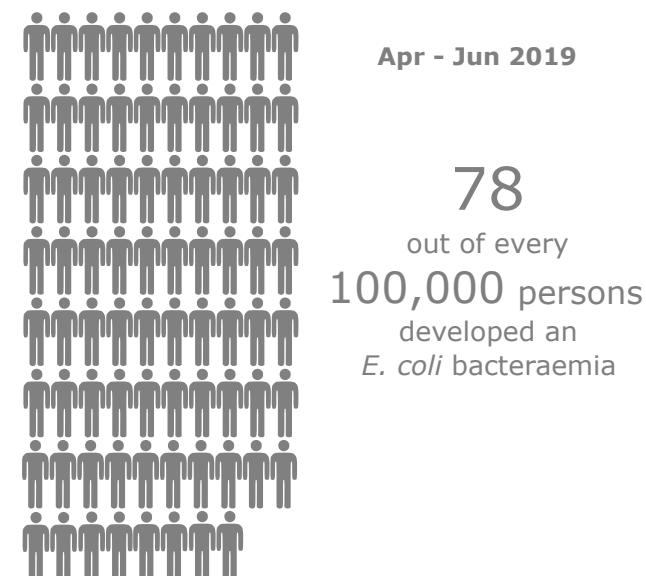 Apr - Jun 2019
78
out of every
100,000 persons
developed an
E. coli bacteraemia